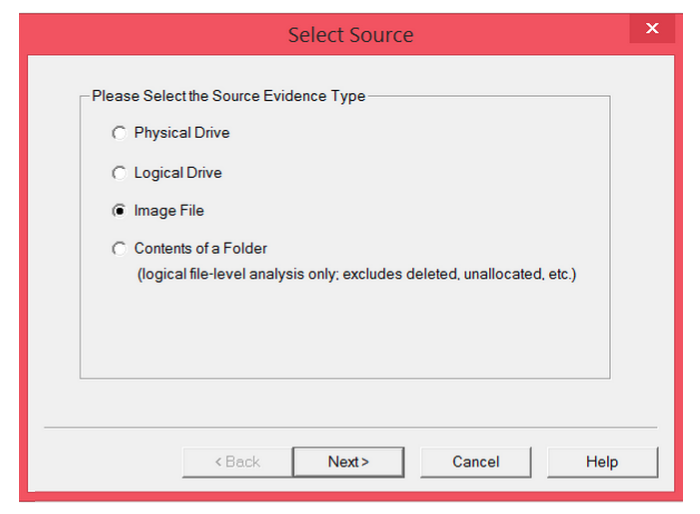 Select Source
x
Please Select the Source Evidence Type
Physical Drive
Logical Drive
Image File
Contents of a Folder
(logical file-level analysis only; excludes deleted, unallocated, etc.)
< Back Next > Cancel Help